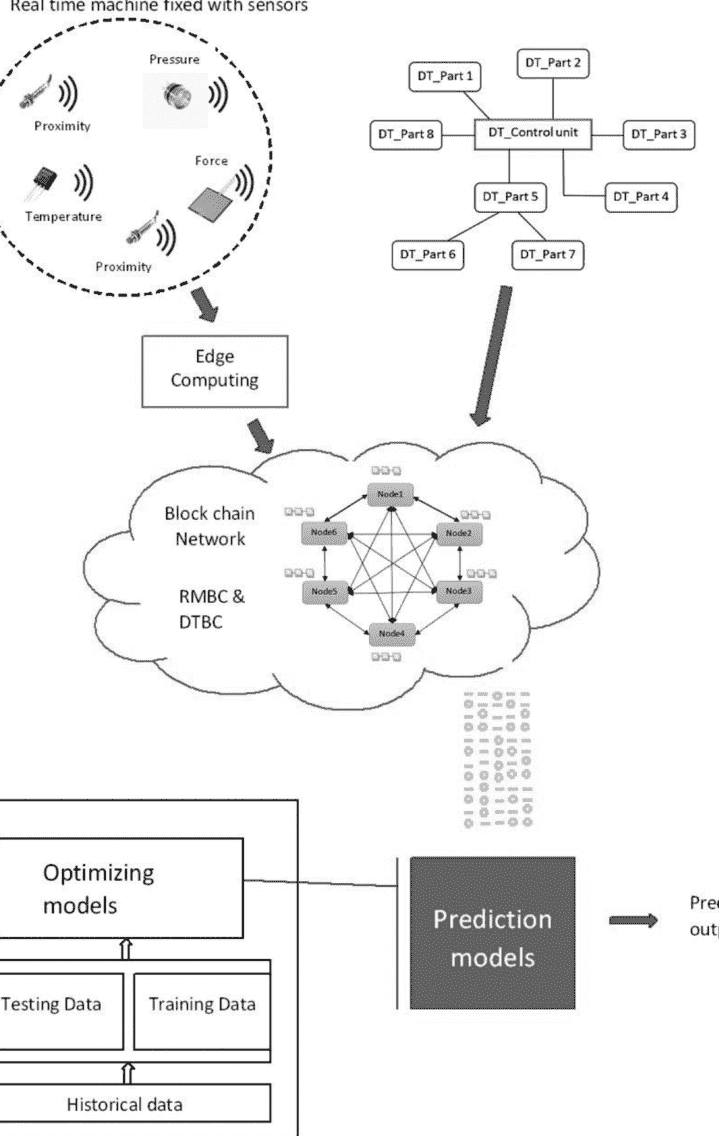 Real time machine fixed with sensors
Pressure
Proximity
Force
Temperature
Proximity
DT_Part 2
DT_Part 1
DT_Part 8
DT_Control unit
DT_Part 3
DT_Part 5
DT_Part 4
DT_Part 6
DT_Part 7
Edge
Computing
Block chain
Network
RMBC &
DTBC
Node1
Node6
Node2
Node5
Node3
Node4
Optimizing
models
Testing Data
Training Data
Historical data
Prediction
models